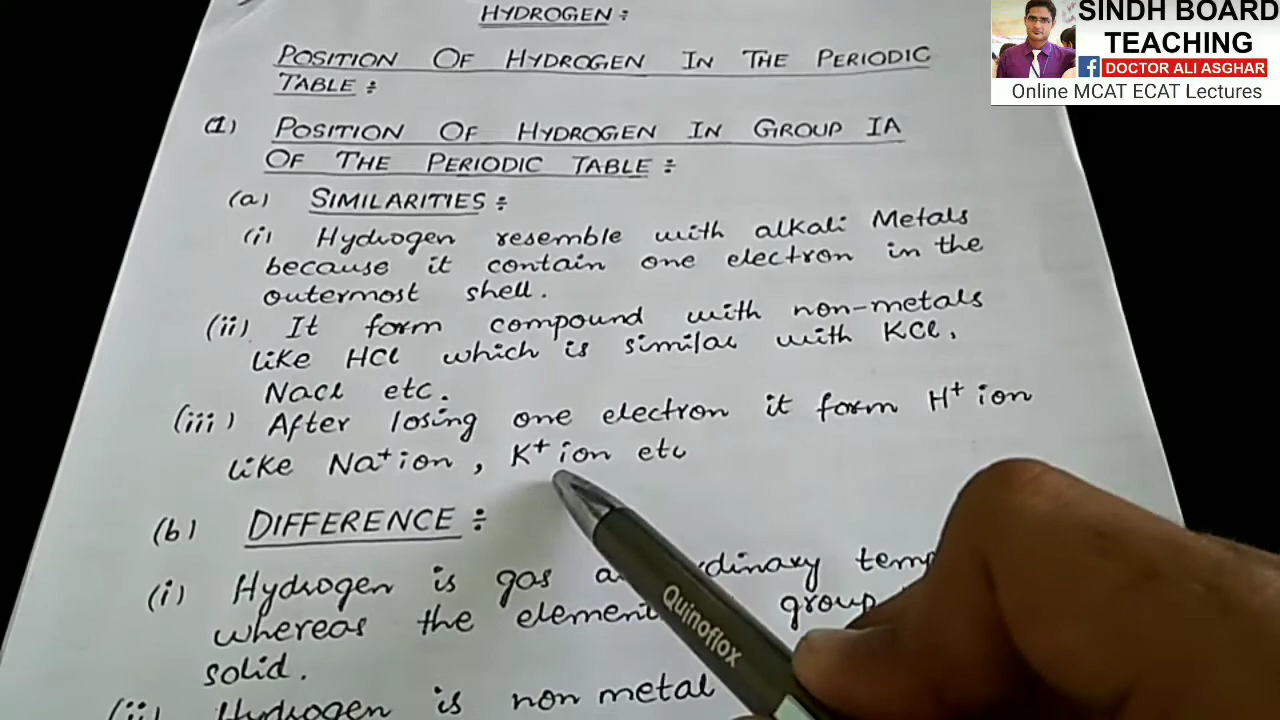 HYDROGEN :
POSITION OF HYDROGEN IN THE PERIODIC
TABLE :
(1) POSITION OF HYDROGEN IN GROUP IA
OF THE PERIODIC TABLE :
(a) SIMILARITIES :
(i) Hydrogen resemble with alkali Metals
because it contain one electron in the
outermost shell.
(ii) It form compound with non-metals
like HCl which is similar with KCl,
NaCl etc.
(iii) After losing one electron it form H+ ion
like Na+ ion , K+ ion etc
(b) DIFFERENCE :
(i) Hydrogen is gas temp
whereas the element group
solid.
(ii) Hydrogen is non metal
Quinoflox
SINDH BOARD
TEACHING
f DOCTOR ALI ASGHAR
Online MCAT ECAT Lectures